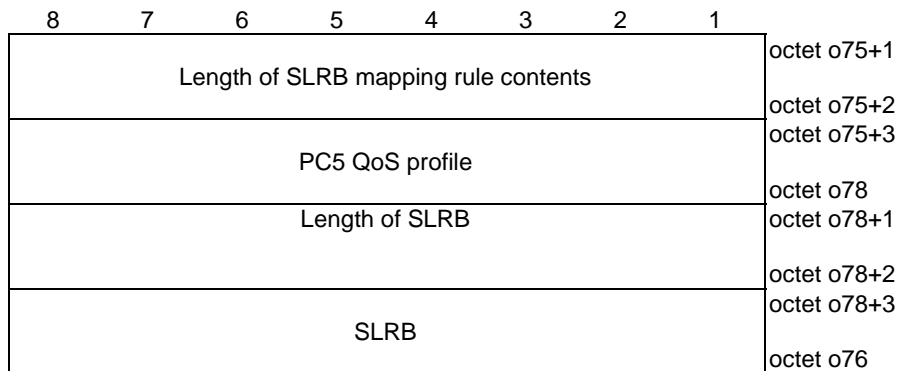 8 7 6 5 4 3 2 1
Length of SLRB mapping rule contents
octet o75+1
octet o75+2
PC5 QoS profile
octet o75+3
octet o78
Length of SLRB
octet o78+1
octet o78+2
SLRB
octet o78+3
octet o76